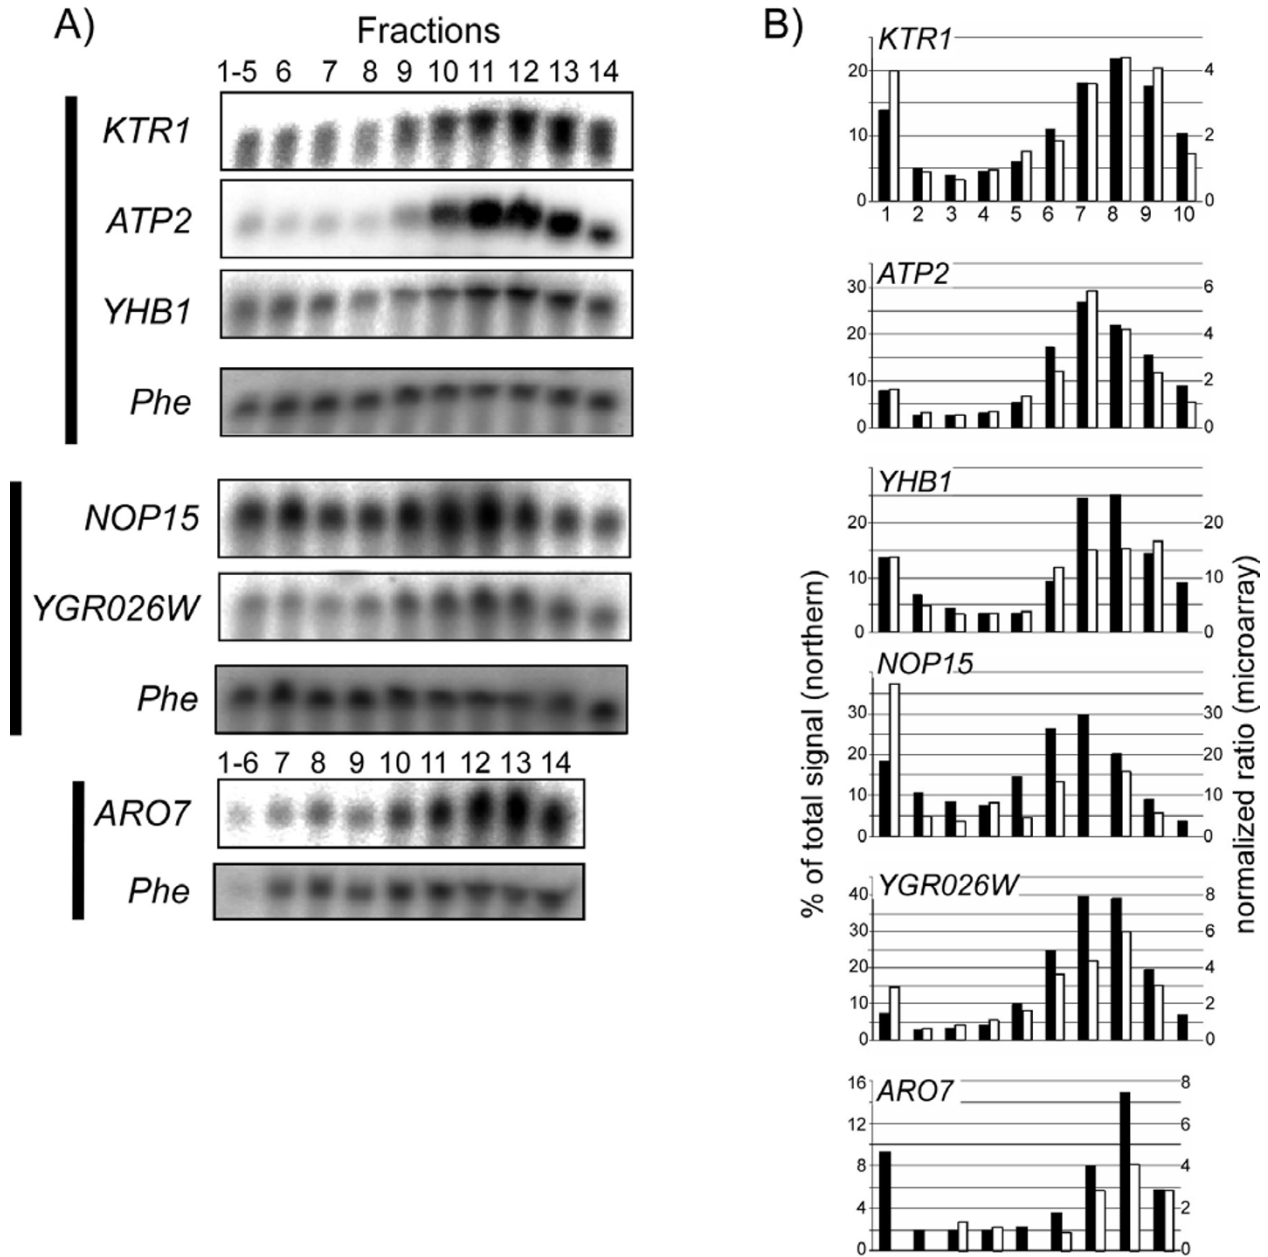 A)
Fractions
1-5 6 7 8 9 10 11 12 13 14
KTR1
ATP2
YHB1
Phe
NOP15
YGR026W
Phe
1-6 7 8 9 10 11 12 13 14
ARO7
Phe
B)
% of total signal (northern)
normalized ratio (microarray)
KTR1
20
10
0
4
2
0
1 2 3 4 5 6 7 8 9 10
ATP2
30
20
10
0
6
4
2
0
YHB1
20
10
0
20
10
0
NOP15
30
20
10
0
30
20
10
0
YGR026W
40
30
20
10
0
8
6
4
2
0
ARO7
16
12
8
4
0
8
6
4
2
0